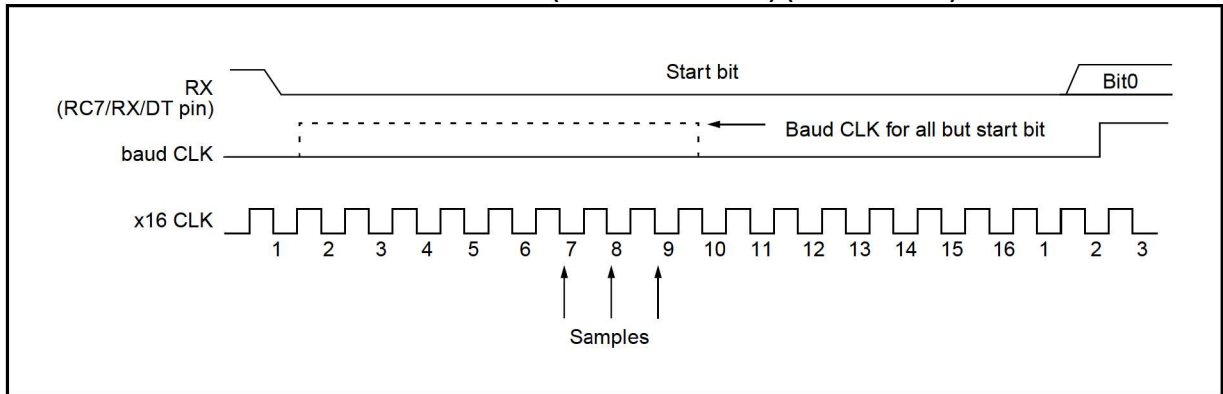 Start bit
RX
(RC7/RX/DT pin)
Bit0
Baud CLK for all but start bit
baud CLK
x16 CLK
1 2 3 4 5 6 7 8 9 10 11 12 13 14 15 16 1 2 3
Samples